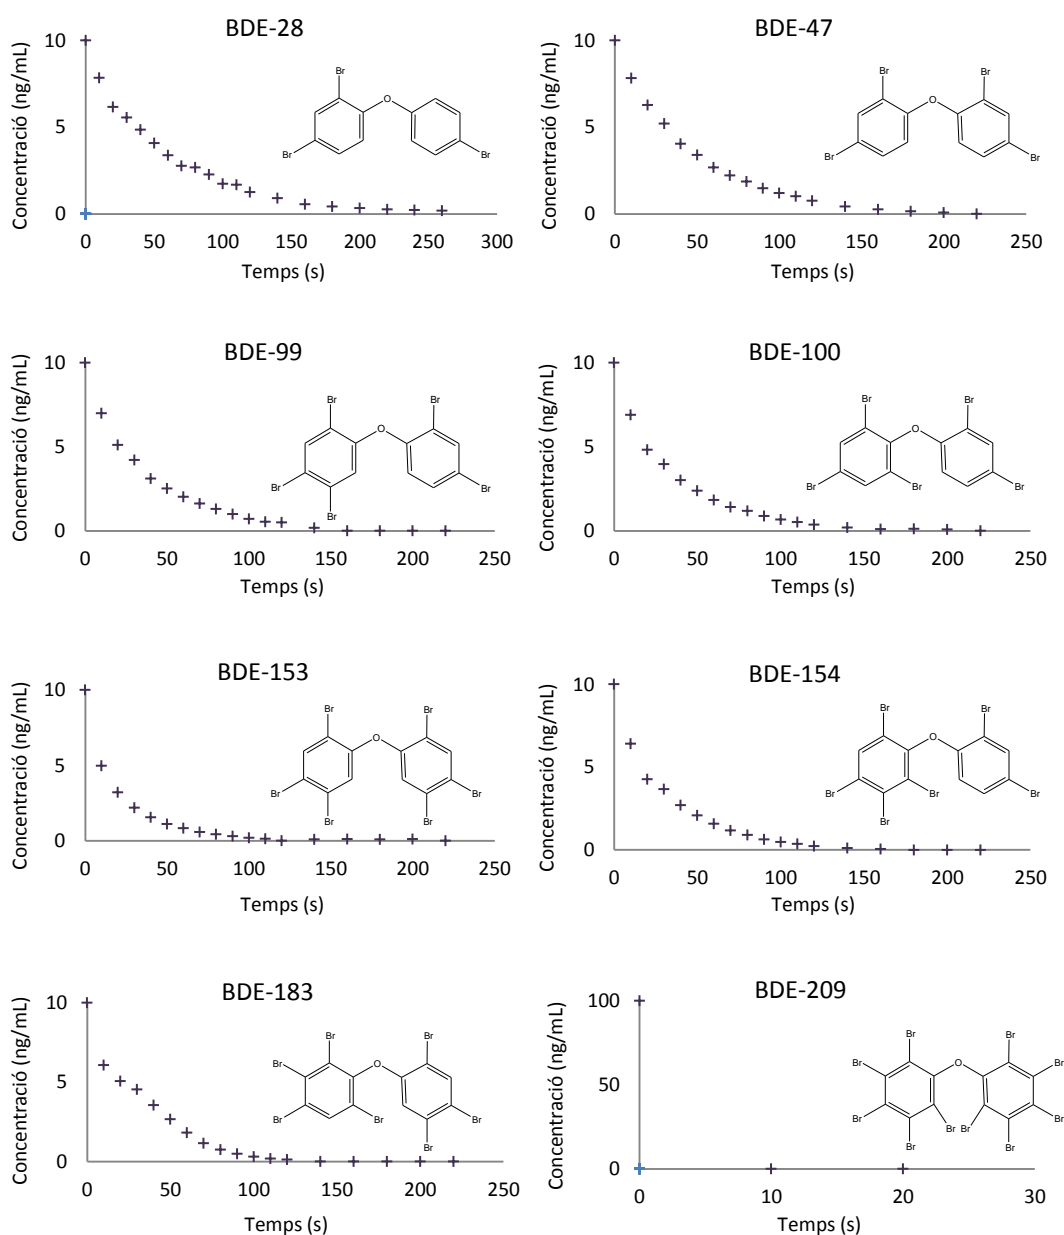 BDE-28
Concentració (ng/mL)
10
5
0
0 50 100 150 200 250 300
Temps (s)
Br
O
Br
Br
BDE-47
Concentració (ng/mL)
10
5
0
0 50 100 150 200 250
Temps (s)
Br Br
O
Br Br
BDE-99
Concentració (ng/mL)
10
5
0
0 50 100 150 200 250
Temps (s)
Br Br
O
Br Br
Br
BDE-100
Concentració (ng/mL)
10
5
0
0 50 100 150 200 250
Temps (s)
Br Br
O
Br Br Br
BDE-153
Concentració (ng/mL)
10
5
0
0 50 100 150 200 250
Temps (s)
Br Br
O
Br Br
Br Br
BDE-154
Concentració (ng/mL)
10
5
0
0 50 100 150 200 250
Temps (s)
Br Br
O
Br Br Br
Br
BDE-183
Concentració (ng/mL)
10
5
0
0 50 100 150 200 250
Temps (s)
Br Br
O
Br
Br Br Br
Br
BDE-209
Concentració (ng/mL)
100
50
0
0 10 20 30
Temps (s)
Br Br
O
Br Br
Br Br
Br Br
Br Br